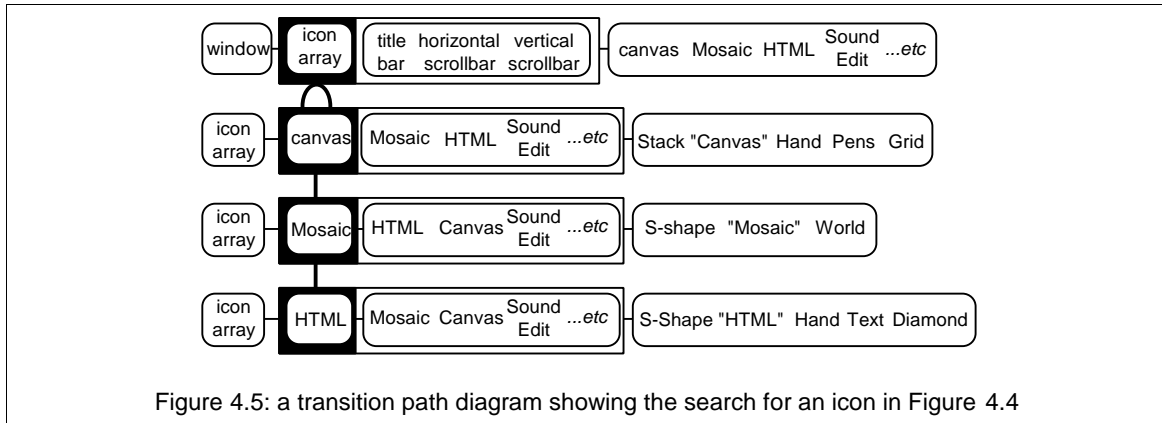 window
icon
array
title horizontal vertical
bar scrollbar scrollbar
canvas Mosaic HTML Sound Edit ...etc
icon
array
canvas
Mosaic HTML Sound Edit ...etc
Stack "Canvas" Hand Pens Grid
icon
array
Mosaic
HTML Canvas Sound Edit ...etc
S-shape "Mosaic" World
icon
array
HTML
Mosaic Canvas Sound Edit ...etc
S-Shape "HTML" Hand Text Diamond
Figure 4.5: a transition path diagram showing the search for an icon in Figure 4.4